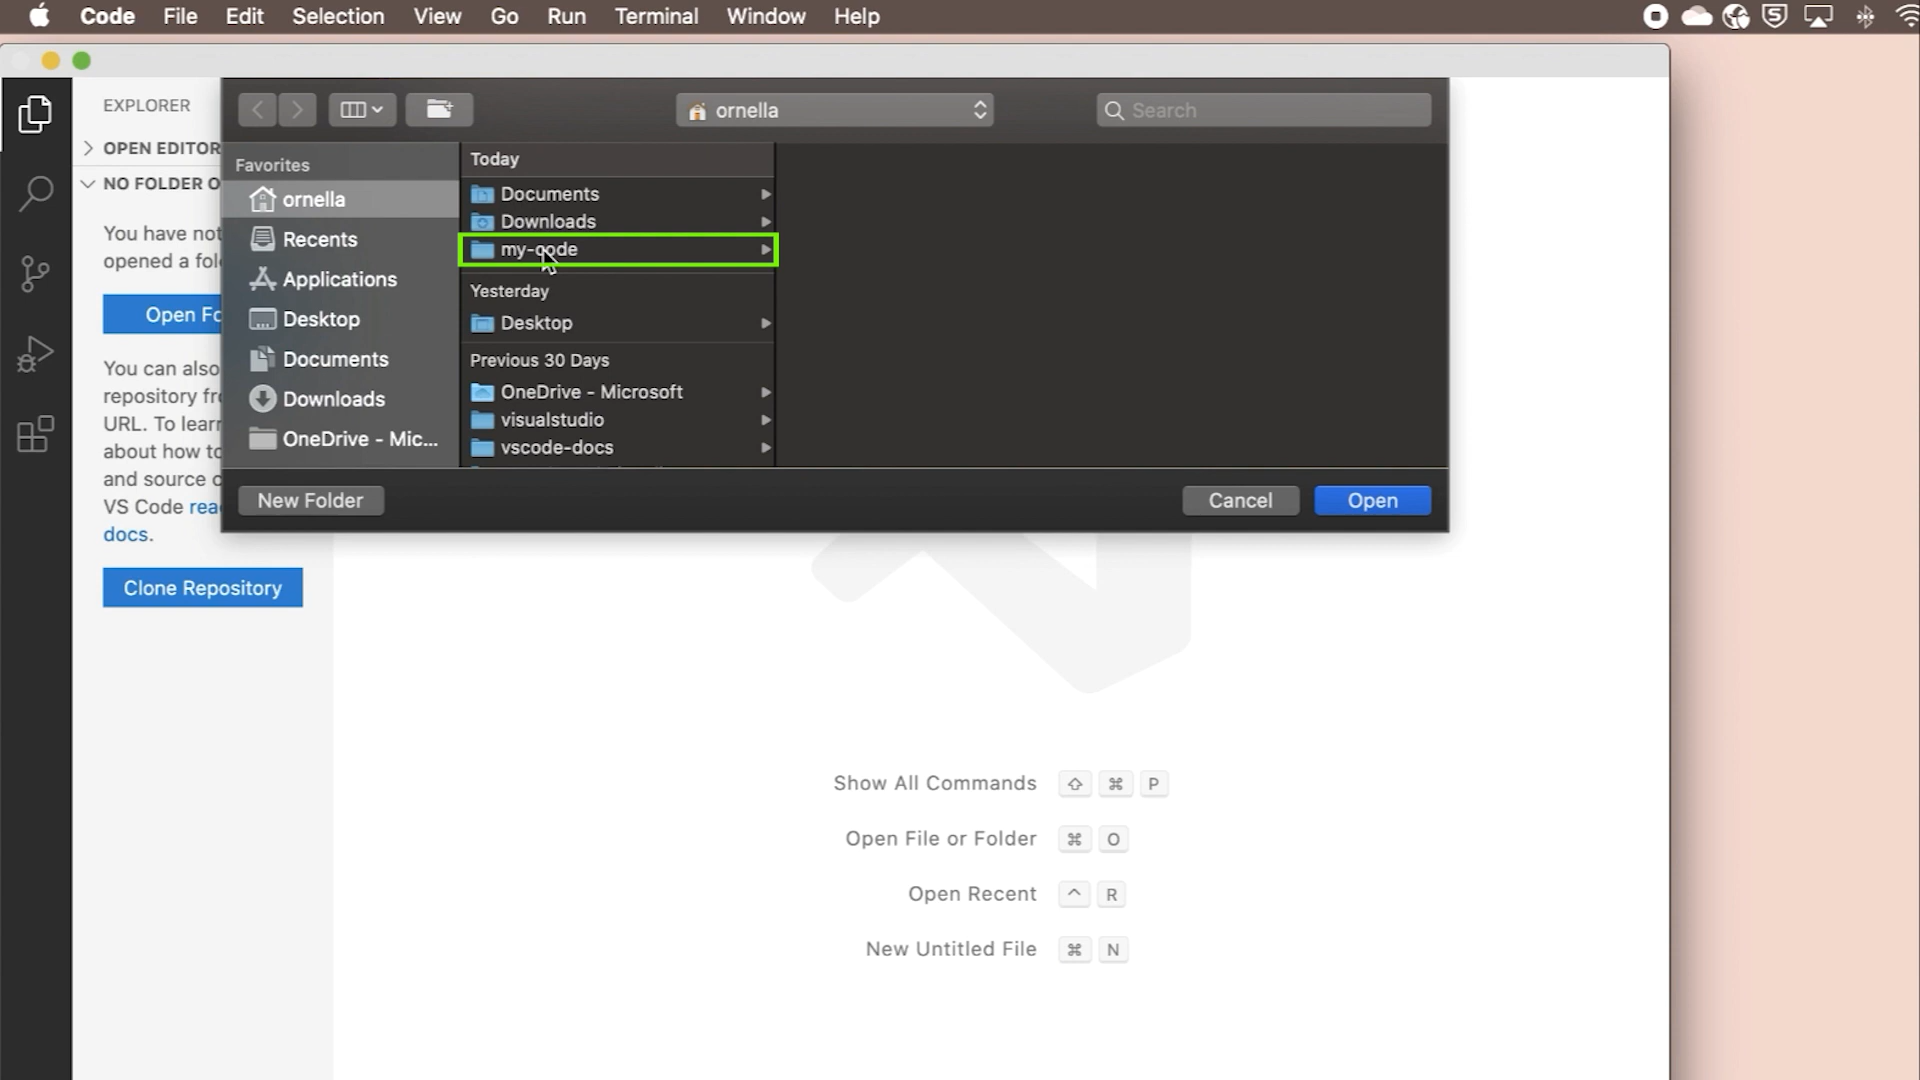 Code File Edit Selection View Go Run Terminal Window Help
EXPLORER
OPEN EDITOR
NO FOLDER O
You have not
opened a fol
Open Fo
You can also
repository fr
URL. To lear
about how to
and source c
VS Code rea
docs.
Clone Repository
ornella
Search
Favorites
ornella
Recents
Applications
Desktop
Documents
Downloads
OneDrive - Mic...
Today
Documents
Downloads
my-code
Yesterday
Desktop
Previous 30 Days
OneDrive - Microsoft
visualstudio
vscode-docs
New Folder
Cancel
Open
Show All Commands ⇧ ⌘ P
Open File or Folder ⌘ O
Open Recent ^ R
New Untitled File ⌘ N